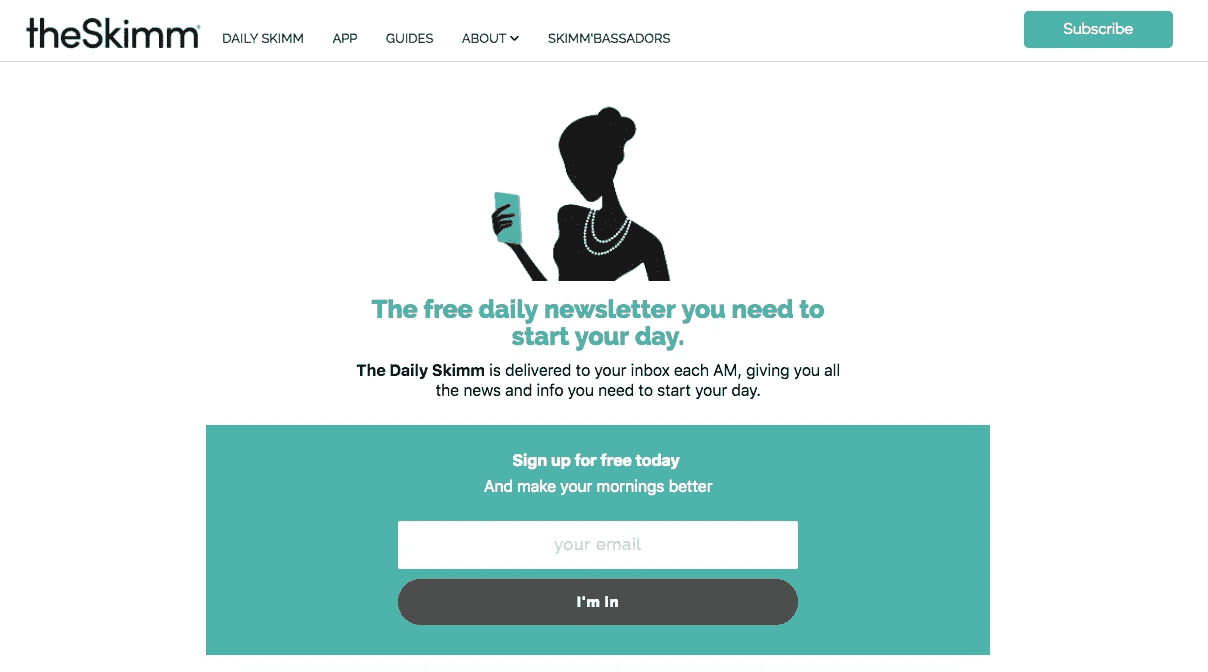 theSkimm
DAILY SKIMM
APP
GUIDES
ABOUT
SKIMM'BASSADORS
Subscribe
The free daily newsletter you need to
start your day.
The Daily Skimm is delivered to your inbox each AM, giving you all
the news and info you need to start your day.
Sign up for free today
And make your mornings better
your email
I'm in